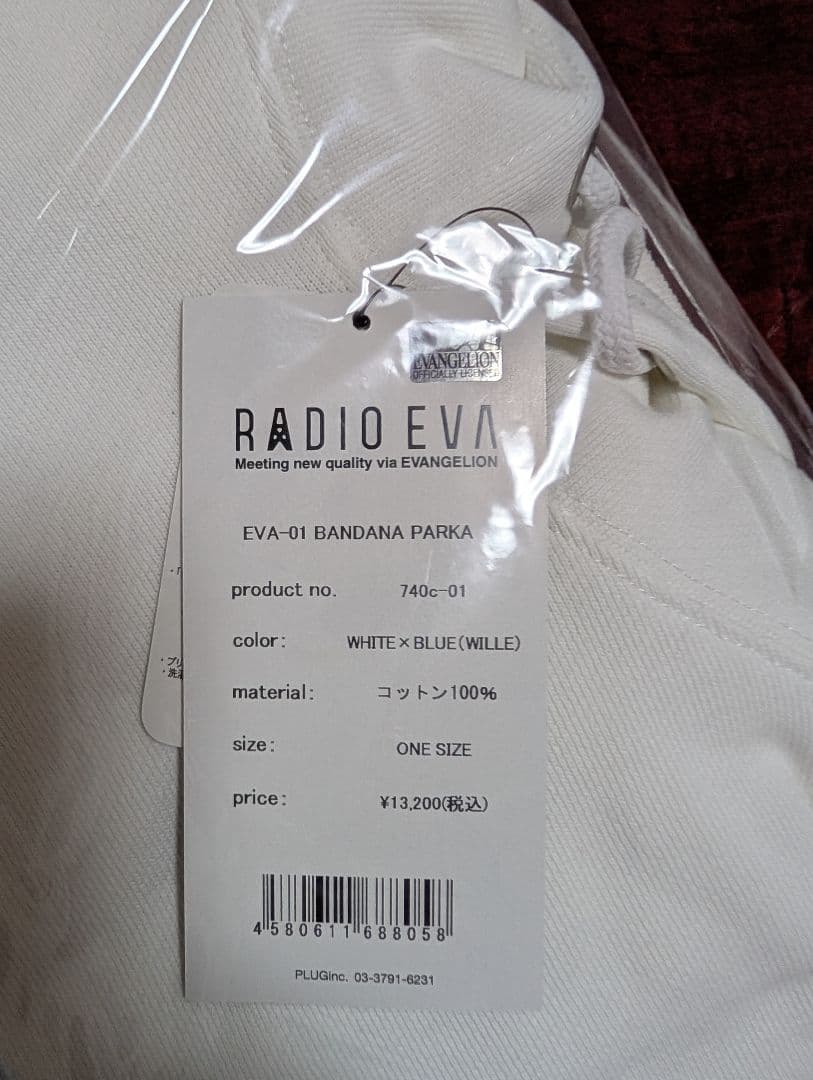 EVANGELION
OFFICIALLY LICENSED
RADIO EVA
Meeting new quality via EVANGELION
EVA-01 BANDANA PARKA
product no. 740c-01
color: WHITE×BLUE(WILLE)
material: コットン100%
size: ONE SIZE
price: ¥13,200(税込)
4580611688058
PLUGinc. 03-3791-6231